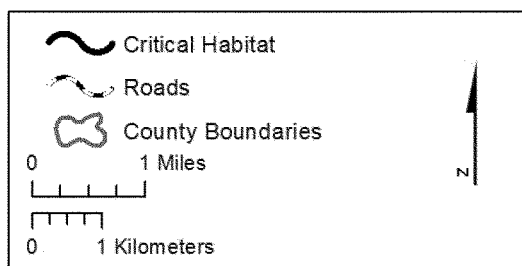 Critical Habitat
Roads
County Boundaries
0 1 Miles
0 1 Kilometers
N